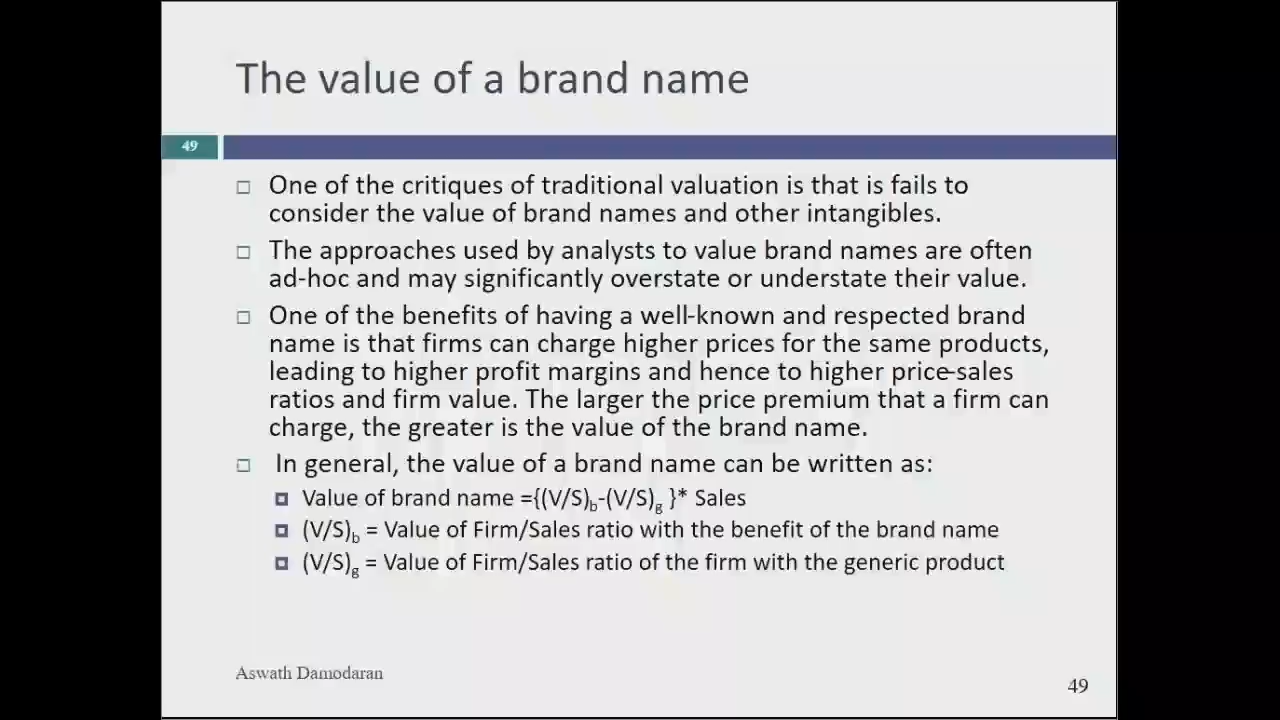 The value of a brand name
49
One of the critiques of traditional valuation is that is fails to
consider the value of brand names and other intangibles.
The approaches used by analysts to value brand names are often
ad-hoc and may significantly overstate or understate their value.
One of the benefits of having a well-known and respected brand
name is that firms can charge higher prices for the same products,
leading to higher profit margins and hence to higher price-sales
ratios and firm value. The larger the price premium that a firm can
charge, the greater is the value of the brand name.
In general, the value of a brand name can be written as:
Value of brand name ={(V/S)b-(V/S)g }* Sales
(V/S)b = Value of Firm/Sales ratio with the benefit of the brand name
(V/S)g = Value of Firm/Sales ratio of the firm with the generic product
Aswath Damodaran
49